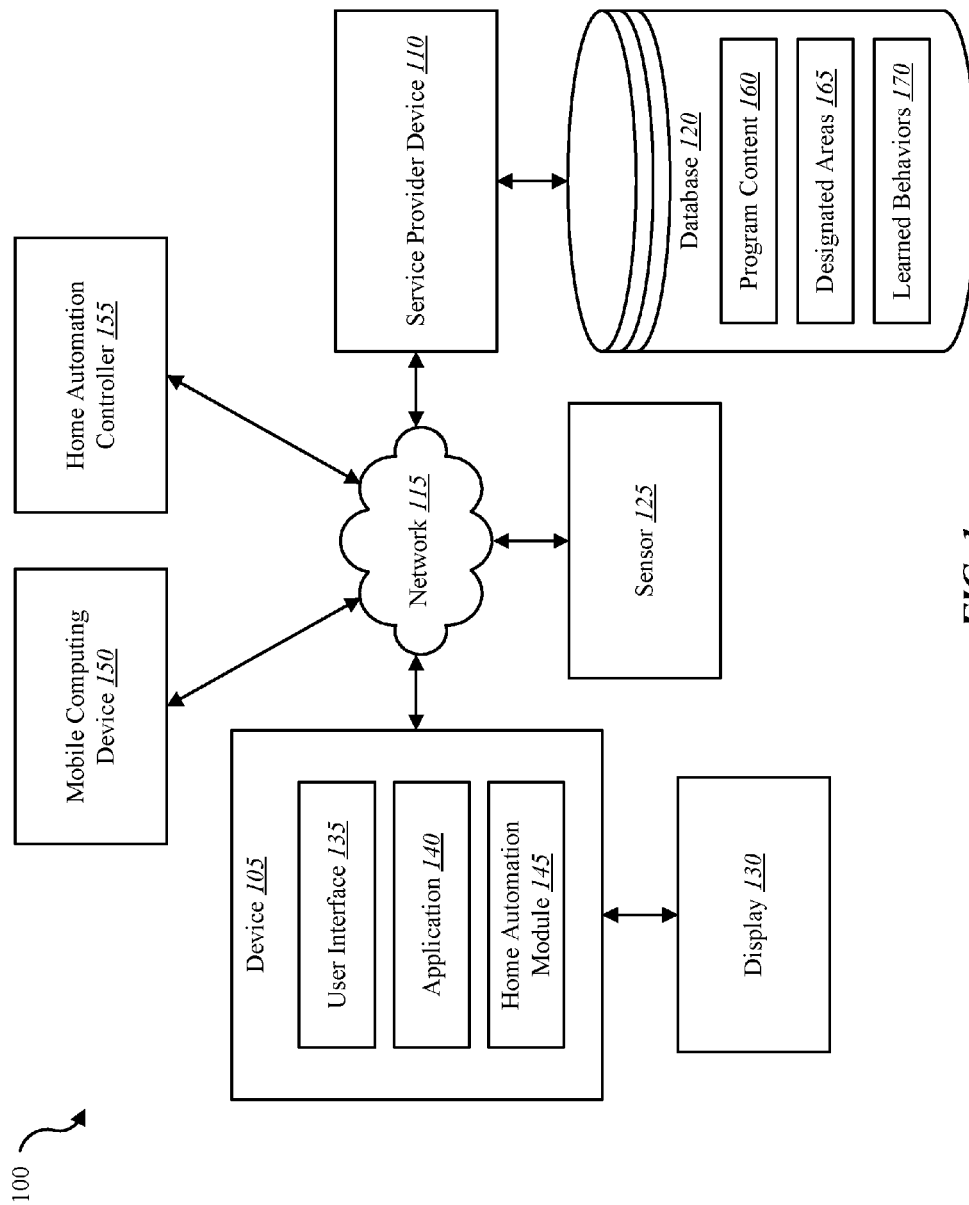 100
Mobile Computing
Device 150
Home Automation
Controller 155
Device 105
User Interface 135
Application 140
Home Automation
Module 145
Network 115
Service Provider Device 110
Display 130
Sensor 125
Database 120
Program Content 160
Designated Areas 165
Learned Behaviors 170